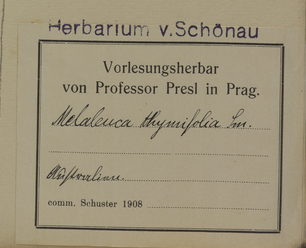 Herbarium v. Schönau
Vorlesungsherbar
von Professor Presl in Prag.
Melaleuca thymifolia Sm.
Australien.
comm. Schuster 1908